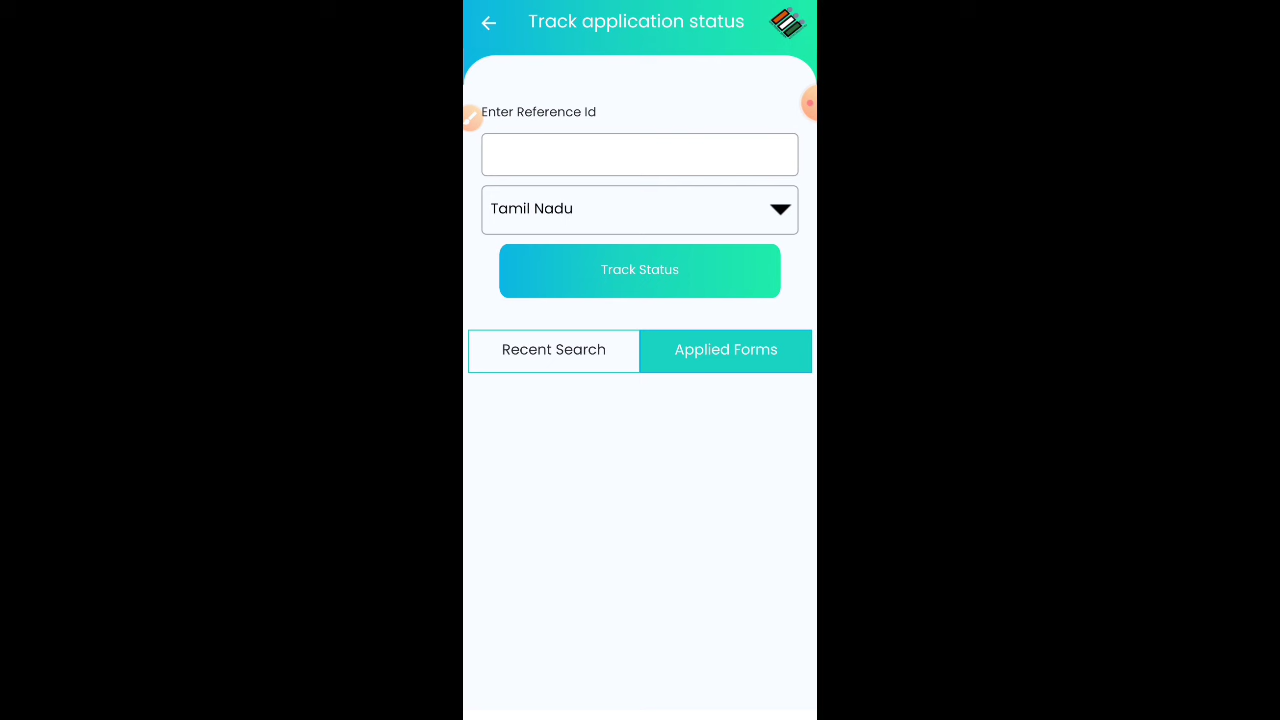 Track application status
Enter Reference Id
Tamil Nadu
Track Status
Recent Search
Applied Forms